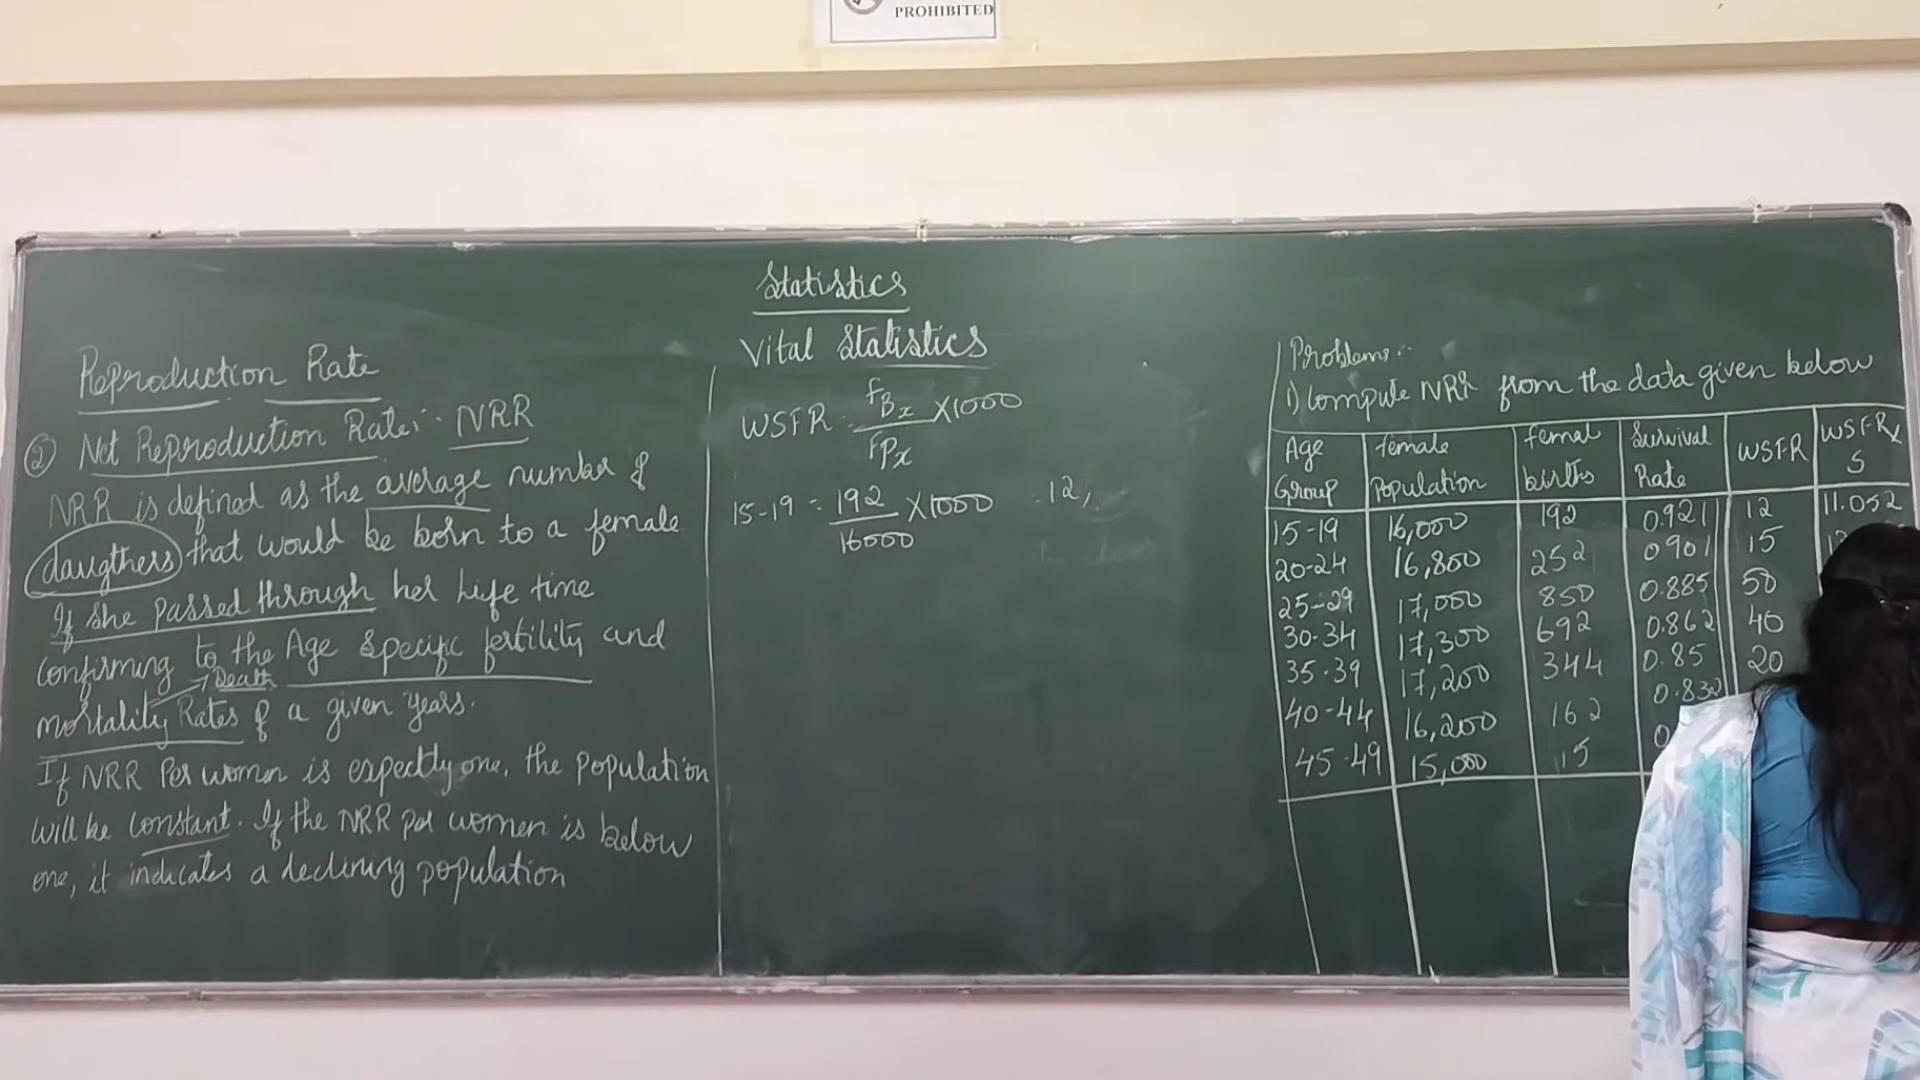 PROHIBITED
Statistics
Vital Statistics
Reproduction Rate
② Net Reproduction Rate:- NRR
NRR is defined as the average number of
daugthers that would be born to a female
If she passed through her life time
confirming to the Age Specific fertility and
Death
mortality Rates of a given years.
If NRR Per women is expectly one, the population
will be constant. If the NRR per women is below
one, it indicates a declining population
WSFR = FBx / FPx X1000
15-19 = 192 / 16000 X1000 = 12
Problems:-
1) Compute NRR from the data given below
Age Group | female Population | femal births | Survival Rate | WSFR | WSFRx S
15-19 | 16,000 | 192 | 0.921 | 12 | 11.052
20-24 | 16,800 | 252 | 0.901 | 15
25-29 | 17,000 | 850 | 0.885 | 50
30-34 | 17,300 | 692 | 0.862 | 40
35-39 | 17,200 | 344 | 0.85 | 20
40-44 | 16,200 | 162 | 0.832
45-49 | 15,000 | 15